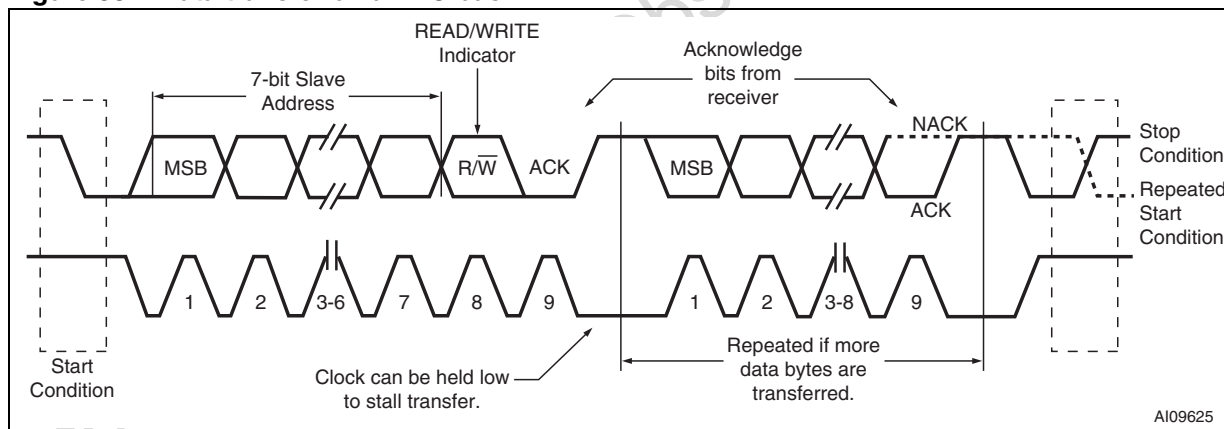 READ/WRITE
Indicator
7-bit Slave
Address
Acknowledge
bits from
receiver
NACK
Stop
Condition
MSB
R/W̅
ACK
MSB
ACK
Repeated
Start
Condition
1
2
3-6
7
8
9
1
2
3-8
9
Start
Condition
Clock can be held low
to stall transfer.
Repeated if more
data bytes are
transferred.
AI09625